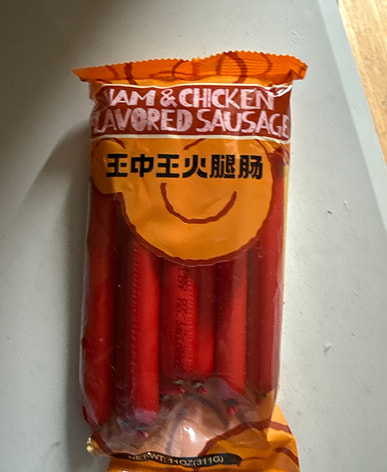 HAM & CHICKEN
FLAVORED SAUSAGE
王中王火腿肠
NET WT. 11OZ(311G)